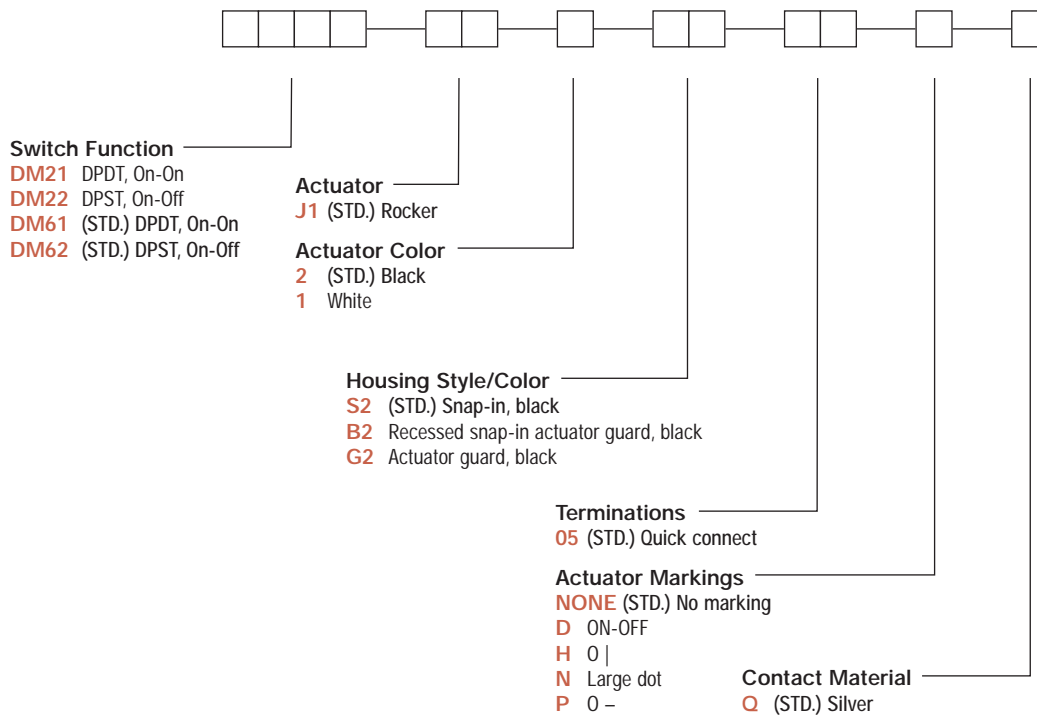 Switch Function
DM21 DPDT, On-On
DM22 DPST, On-Off
DM61 (STD.) DPDT, On-On
DM62 (STD.) DPST, On-Off
Actuator
J1 (STD.) Rocker
Actuator Color
2 (STD.) Black
1 White
Housing Style/Color
S2 (STD.) Snap-in, black
B2 Recessed snap-in actuator guard, black
G2 Actuator guard, black
Terminations
05 (STD.) Quick connect
Actuator Markings
NONE (STD.) No marking
D ON-OFF
H O |
N Large dot
P O –
Contact Material
Q (STD.) Silver